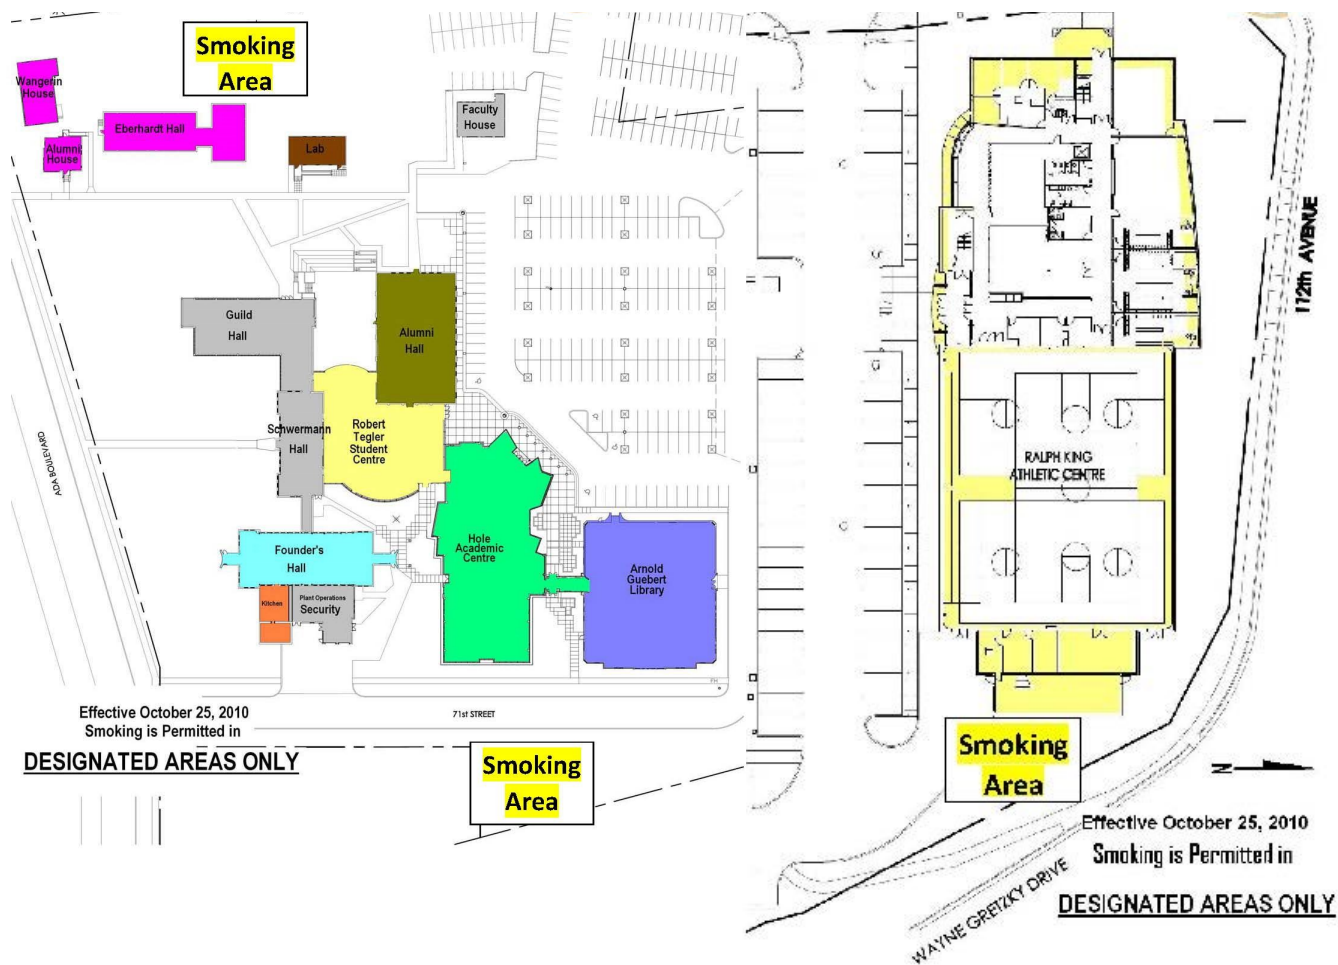 Smoking
Area
Wangerin
House
Eberhardt Hall
Alumni
House
Lab
Faculty
House
Guild
Hall
Alumni
Hall
Schwermann
Hall
Robert
Tegler
Student
Centre
ADA BOULEVARD
Founder's
Hall
Hole
Academic
Centre
Arnold
Guebert
Library
Kitchen
Plant Operations
Security
FH
71st STREET
Effective October 25, 2010
Smoking is Permitted in
DESIGNATED AREAS ONLY
Smoking
Area
112th AVENUE
RALPH KING
ATHLETIC CENTRE
Smoking
Area
N
Effective October 25, 2010
Smoking is Permitted in
DESIGNATED AREAS ONLY
WAYNE GRETZKY DRIVE